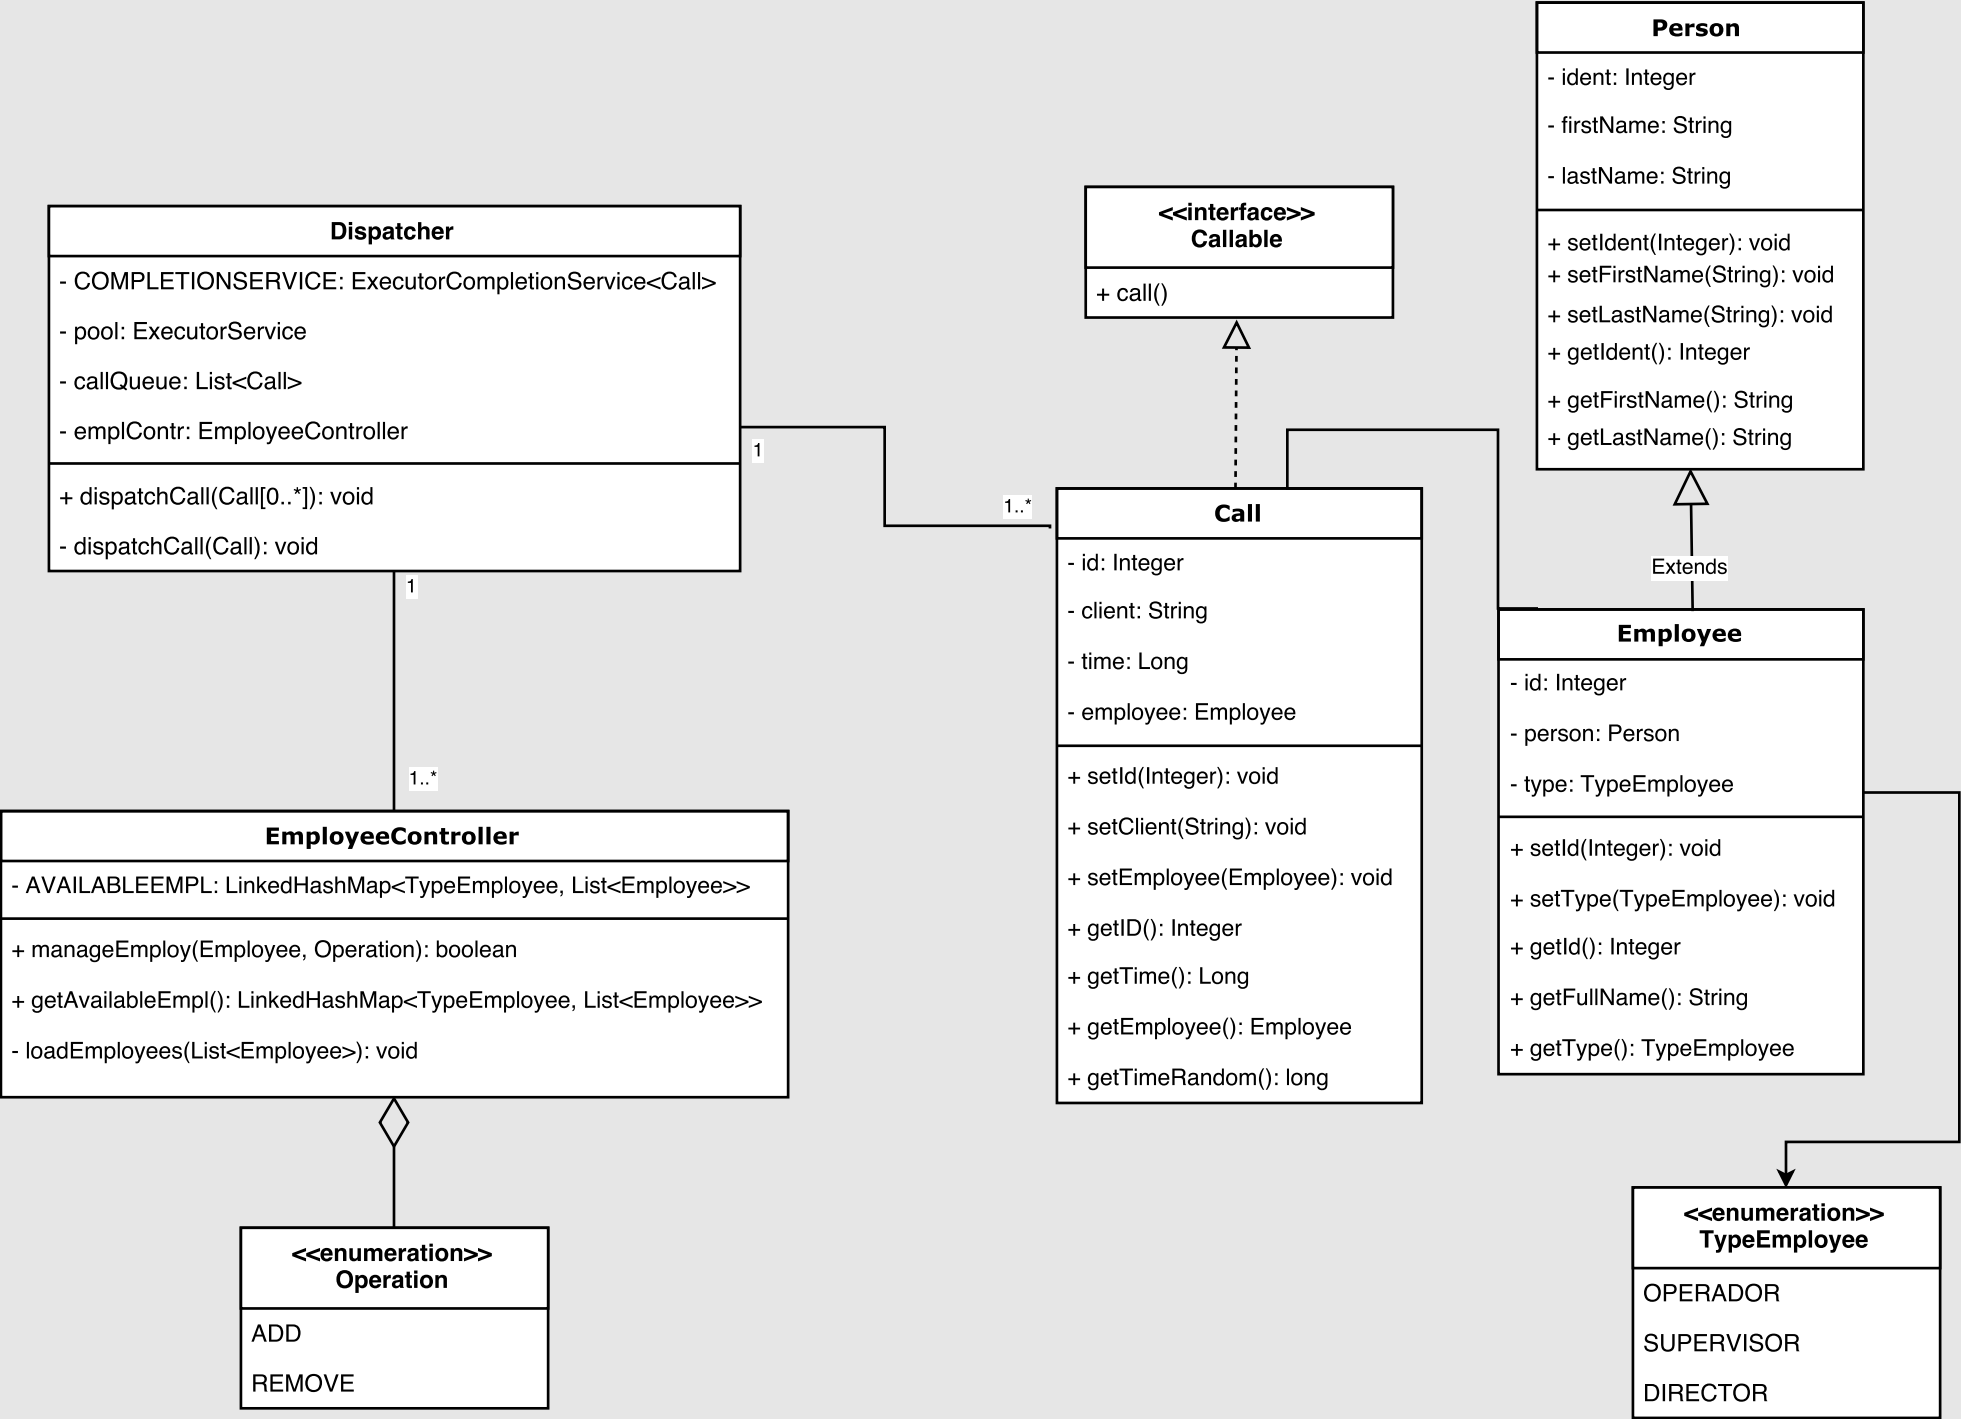 Person
- ident: Integer
- firstName: String
- lastName: String
+ setIdent(Integer): void
+ setFirstName(String): void
+ setLastName(String): void
+ getIdent(): Integer
+ getFirstName(): String
+ getLastName(): String
<<interface>>
Callable
+ call()
Dispatcher
- COMPLETIONSERVICE: ExecutorCompletionService<Call>
- pool: ExecutorService
- callQueue: List<Call>
- emplContr: EmployeeController
+ dispatchCall(Call[0..*]): void
- dispatchCall(Call): void
1
1..*
1
1..*
Call
- id: Integer
- client: String
- time: Long
- employee: Employee
+ setId(Integer): void
+ setClient(String): void
+ setEmployee(Employee): void
+ getID(): Integer
+ getTime(): Long
+ getEmployee(): Employee
+ getTimeRandom(): long
Extends
Employee
- id: Integer
- person: Person
- type: TypeEmployee
+ setId(Integer): void
+ setType(TypeEmployee): void
+ getId(): Integer
+ getFullName(): String
+ getType(): TypeEmployee
EmployeeController
- AVAILABLEEMPL: LinkedHashMap<TypeEmployee, List<Employee>>
+ manageEmploy(Employee, Operation): boolean
+ getAvailableEmpl(): LinkedHashMap<TypeEmployee, List<Employee>>
- loadEmployees(List<Employee>): void
<<enumeration>>
Operation
ADD
REMOVE
<<enumeration>>
TypeEmployee
OPERADOR
SUPERVISOR
DIRECTOR